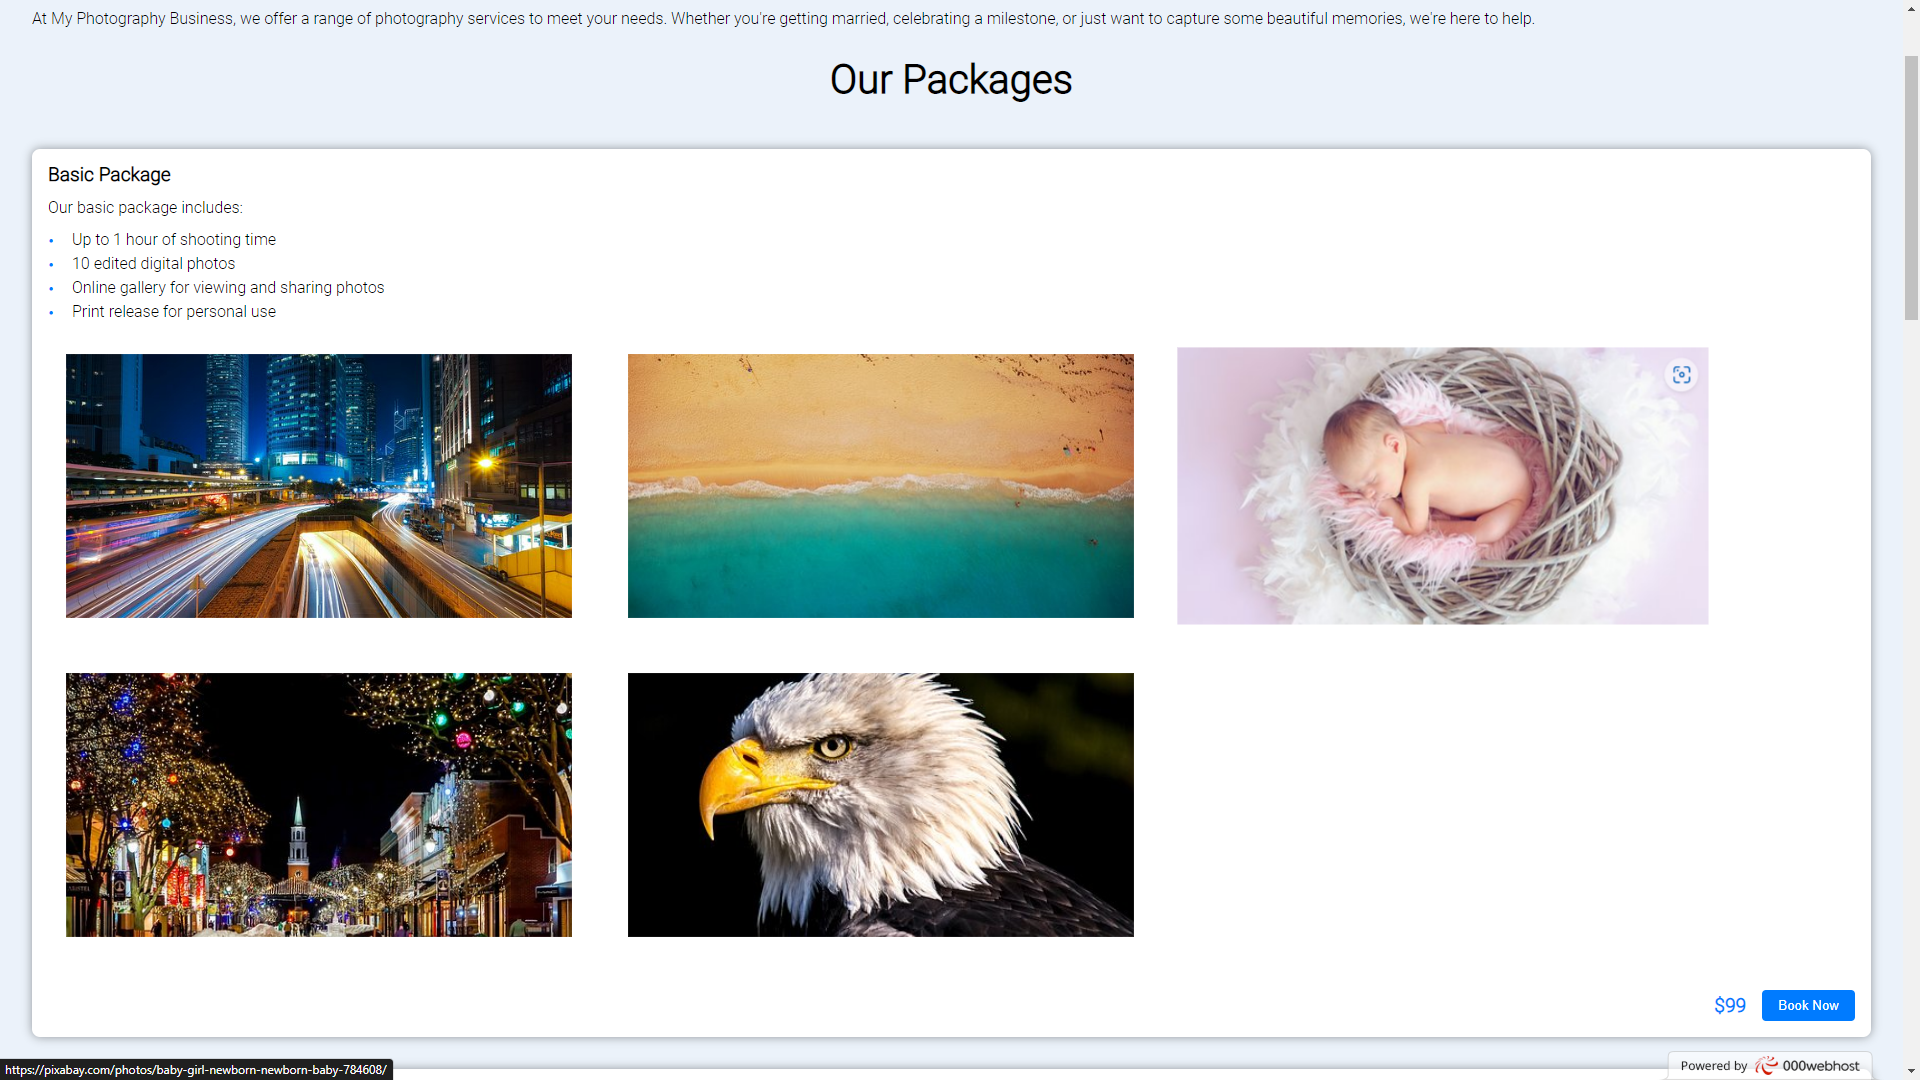 At My Photography Business, we offer a range of photography services to meet your needs. Whether you're getting married, celebrating a milestone, or just want to capture some beautiful memories, we're here to help.
Our Packages
Basic Package
Our basic package includes:
• Up to 1 hour of shooting time
• 10 edited digital photos
• Online gallery for viewing and sharing photos
• Print release for personal use
$99 Book Now
https://pixabay.com/photos/baby-girl-newborn-newborn-baby-784608/
Powered by 000webhost